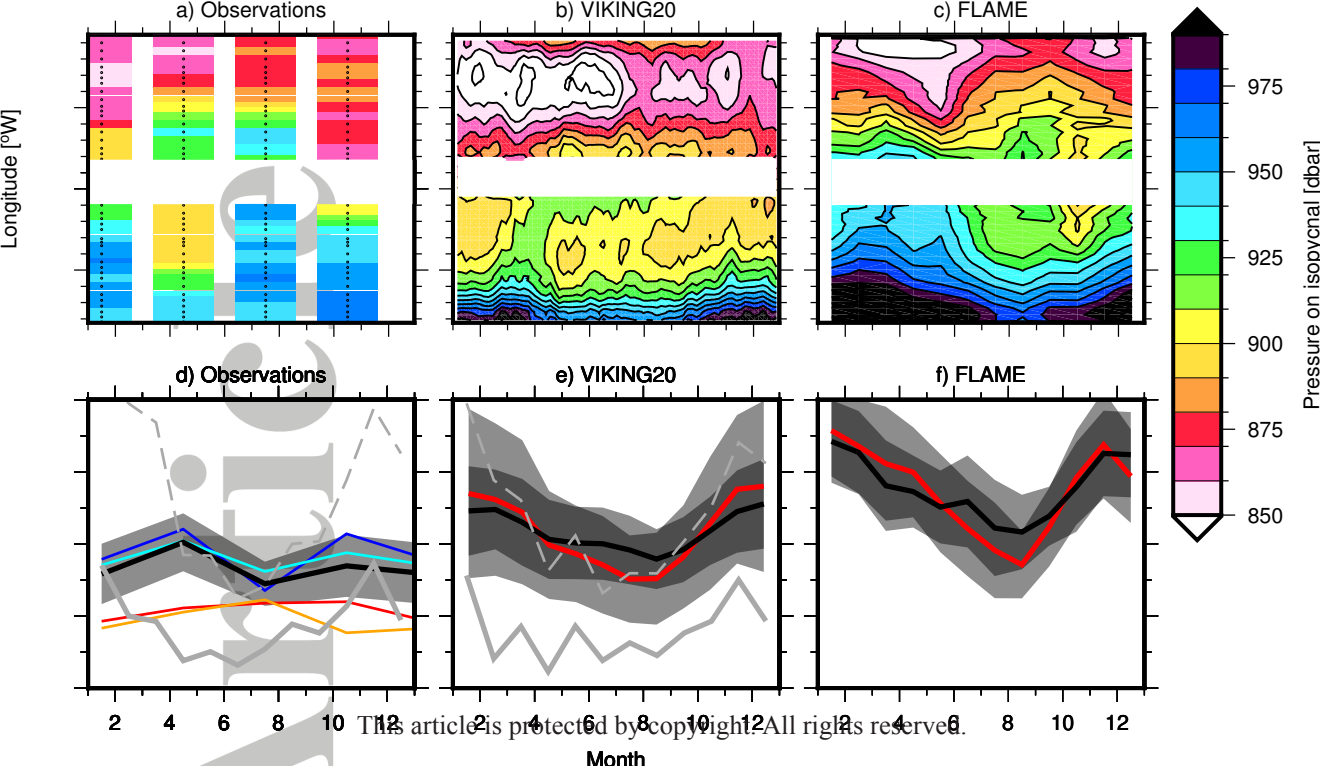 a) Observations
b) VIKING20
c) FLAME
Longitude [°W]
975
950
925
900
875
850
Pressure on isopycnal [dbar]
d) Observations
e) VIKING20
f) FLAME
2 4 6 8 10 12
2 4 6 8 10 12
2 4 6 8 10 12
This article is protected by copyright. All rights reserved.
Month